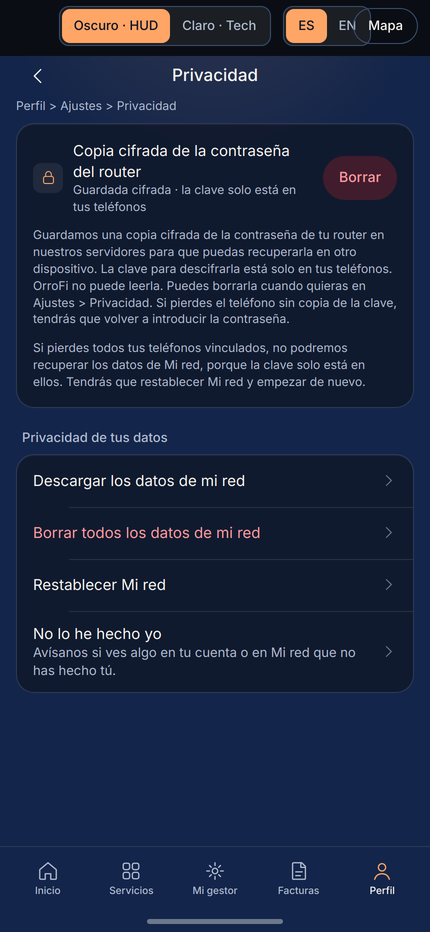 Oscuro · HUD
Claro · Tech
ES
EN
Mapa
Privacidad
Perfil > Ajustes > Privacidad
Copia cifrada de la contraseña
del router
Guardada cifrada · la clave solo está en
tus teléfonos
Borrar
Guardamos una copia cifrada de la contraseña de tu router en
nuestros servidores para que puedas recuperarla en otro
dispositivo. La clave para descifrarla está solo en tus teléfonos.
OrroFi no puede leerla. Puedes borrarla cuando quieras en
Ajustes > Privacidad. Si pierdes el teléfono sin copia de la clave,
tendrás que volver a introducir la contraseña.
Si pierdes todos tus teléfonos vinculados, no podremos
recuperar los datos de Mi red, porque la clave solo está en
ellos. Tendrás que restablecer Mi red y empezar de nuevo.
Privacidad de tus datos
Descargar los datos de mi red
Borrar todos los datos de mi red
Restablecer Mi red
No lo he hecho yo
Avísanos si ves algo en tu cuenta o en Mi red que no
has hecho tú.
Inicio
Servicios
Mi gestor
Facturas
Perfil